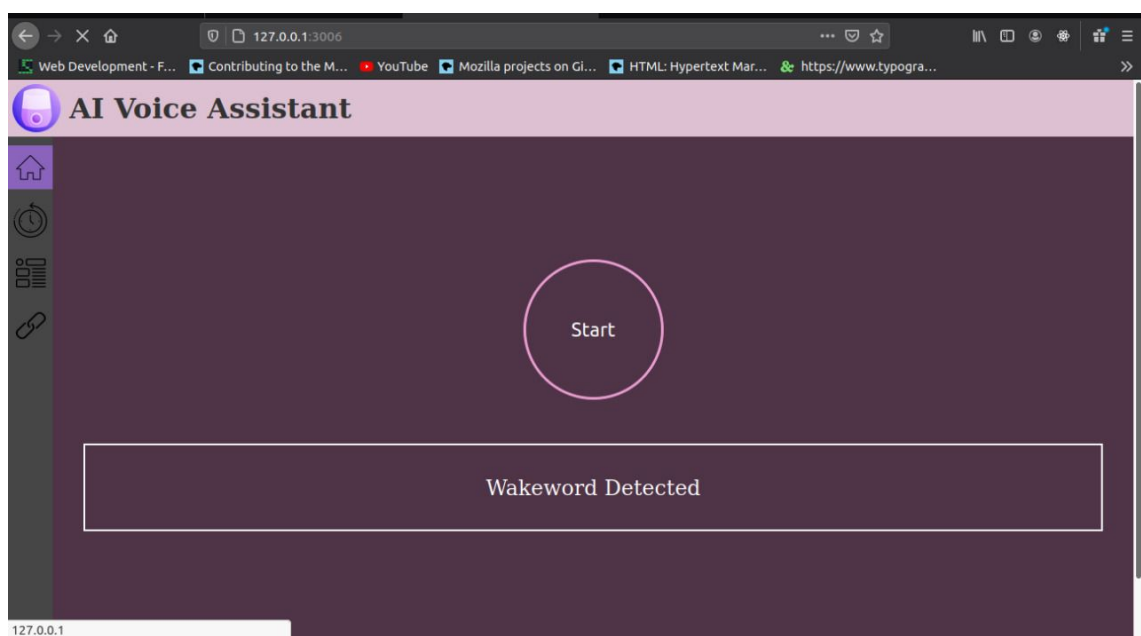 127.0.0.1:3006
Web Development - F... Contributing to the M... YouTube Mozilla projects on Gi... HTML: Hypertext Mar... https://www.typogra...
AI Voice Assistant
Start
Wakeword Detected
127.0.0.1